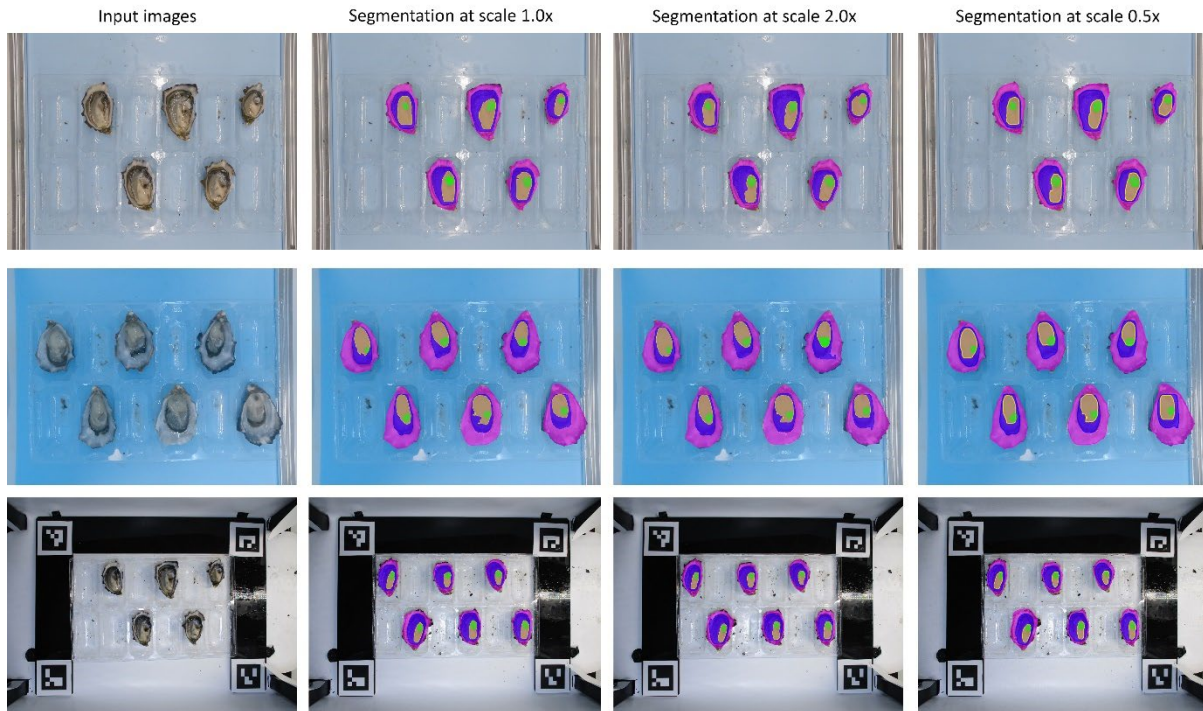 Input images
Segmentation at scale 1.0x
Segmentation at scale 2.0x
Segmentation at scale 0.5x